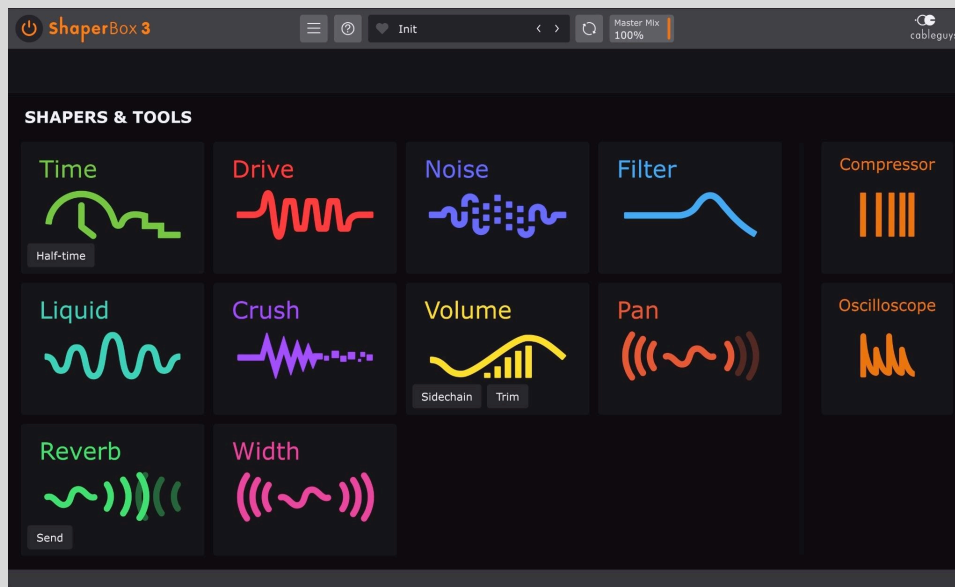 ShaperBox 3
Init
Master Mix
100%
cableguys
SHAPERS & TOOLS
Time
Half-time
Drive
Noise
Filter
Compressor
Liquid
Crush
Volume
Sidechain
Trim
Pan
Oscilloscope
Reverb
Send
Width